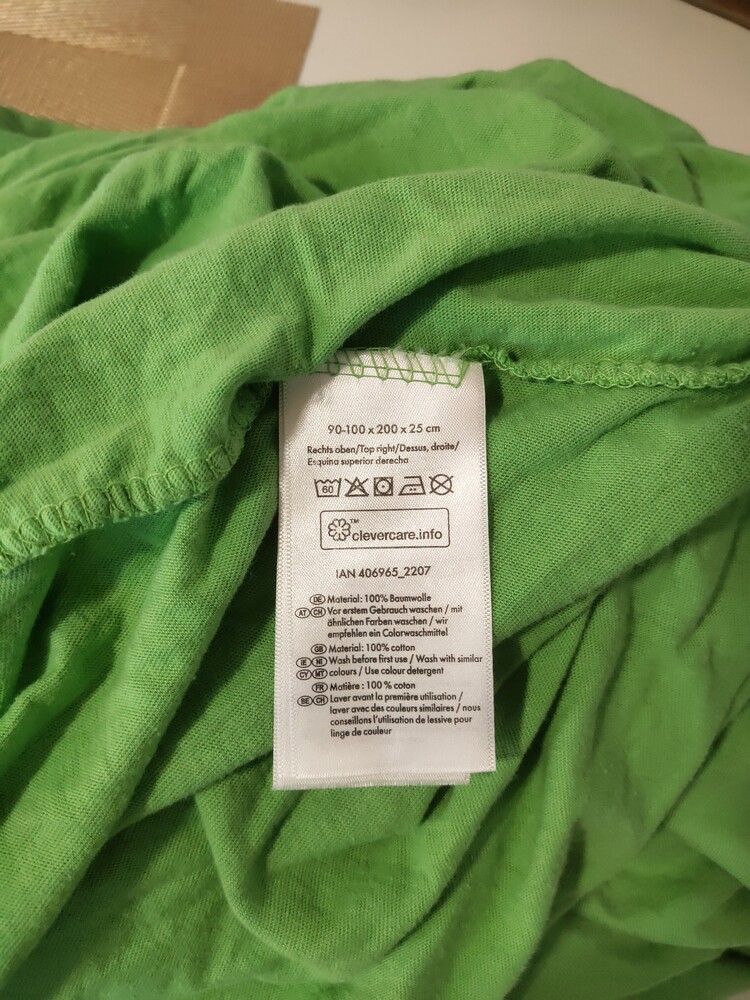 90-100 x 200 x 25 cm
Rechts oben/Top right/Dessus, droite/
Esquina superior derecha
60
clevercare.info™
IAN 406965_2207
DE Material: 100% Baumwolle
AT CH Vor erstem Gebrauch waschen / mit
ähnlichen Farben waschen / wir
empfehlen ein Colorwaschmittel
GB Material: 100% cotton
IE NI Wash before first use / Wash with similar
CY MT colours / Use colour detergent
FR Matière : 100 % coton
BE CH Laver avant la première utilisation /
laver avec des couleurs similaires / nous
conseillons l'utilisation de lessive pour
linge de couleur